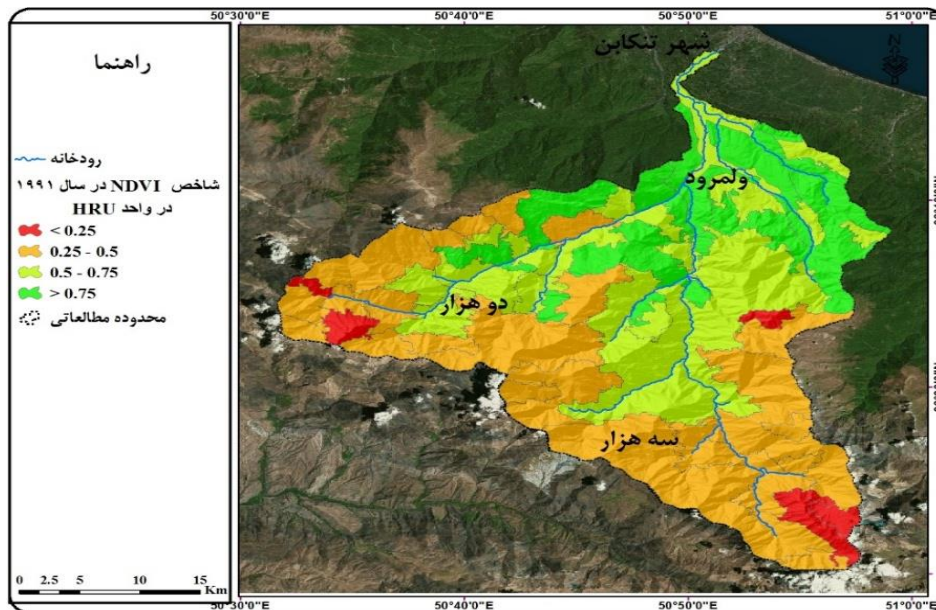 50°30'0"E
50°40'0"E
50°50'0"E
51°0'0"E
راهنما
رودخانه
شاخص NDVI در سال ۱۹۹۱
در واحد HRU
< 0.25
0.25 - 0.5
0.5 - 0.75
> 0.75
محدوده مطالعاتی
0 2.5 5 10 15
Km
شهر تنکابن
N
ولمرود
دو هزار
سه هزار
50°30'0"E
50°40'0"E
50°50'0"E
51°0'0"E